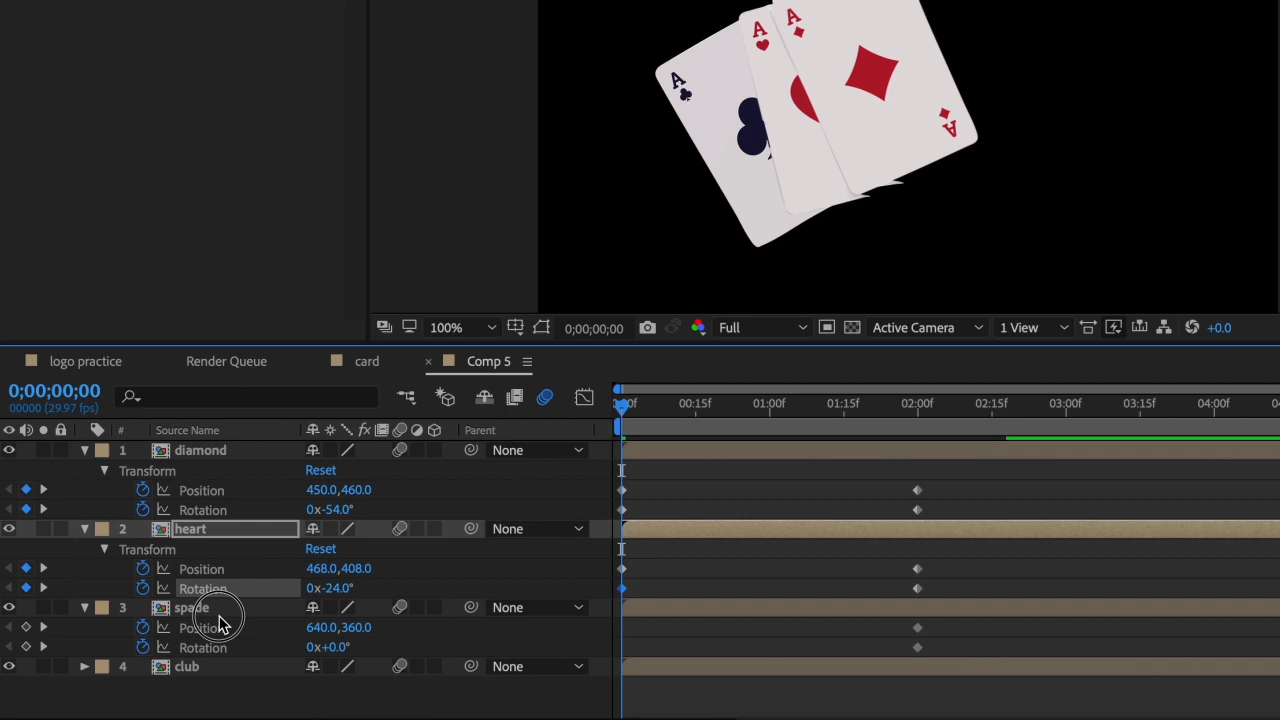 A
A
A
A
100%
0;00;00;00
Full
Active Camera
1 View
+0.0
logo practice
Render Queue
card
×
Comp 5
0;00;00;00
00000 (29.97 fps)
00:15f
01:00f
01:15f
02:00f
02:15f
03:00f
03:15f
04:00f
#
Source Name
fx
Parent
1
diamond
None
Transform
Reset
Position
450.0,460.0
Rotation
0x-54.0°
2
heart
None
Transform
Reset
Position
468.0,408.0
Rotation
0x-24.0°
3
spade
None
Position
640.0,360.0
Rotation
0x+0.0°
4
club
None